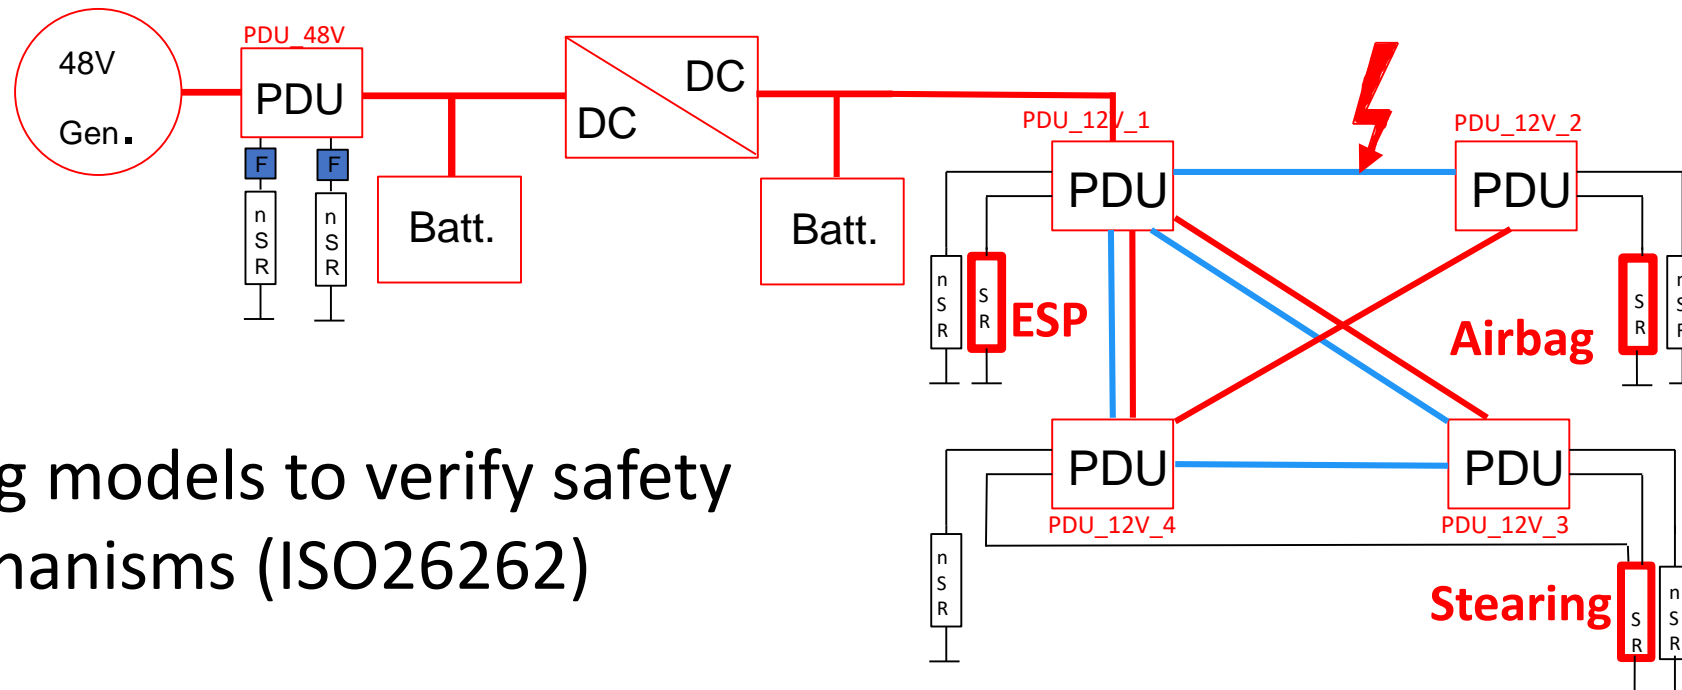 48V
Gen.
PDU_48V
PDU
F
F
n
S
R
n
S
R
Batt.
DC
DC
Batt.
PDU_12V_1
PDU
PDU_12V_2
PDU
n
S
R
S
R
ESP
Airbag
S
R
n
S
R
PDU
PDU_12V_4
PDU
PDU_12V_3
n
S
R
Stearing
S
R
n
S
R
g models to verify safety
hanisms (ISO26262)